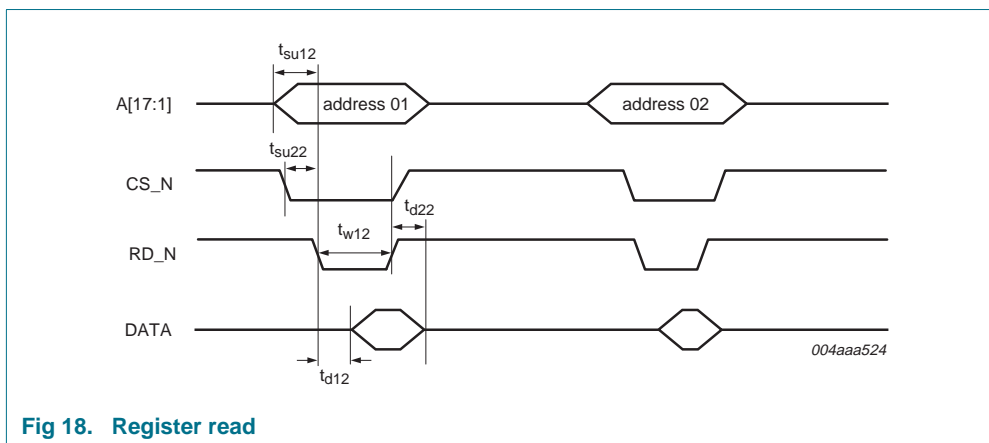 tsu12
A[17:1]
address 01
address 02
tsu22
CS_N
td22
tw12
RD_N
DATA
004aaa524
td12
Fig 18. Register read